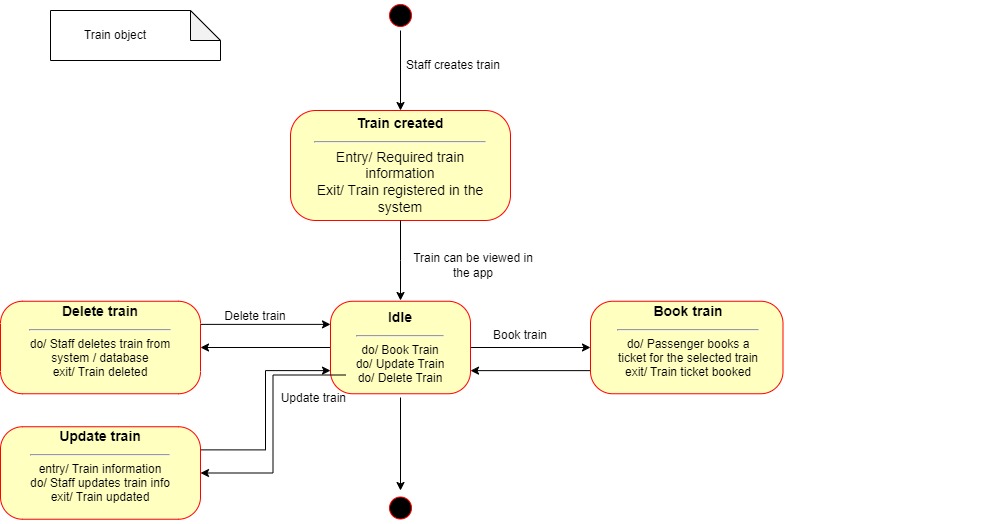 Train object
Staff creates train
Train created
Entry/ Required train
information
Exit/ Train registered in the
system
Train can be viewed in
the app
Delete train
do/ Staff deletes train from
system / database
exit/ Train deleted
Delete train
Idle
do/ Book Train
do/ Update Train
do/ Delete Train
Book train
Book train
do/ Passenger books a
ticket for the selected train
exit/ Train ticket booked
Update train
Update train
entry/ Train information
do/ Staff updates train info
exit/ Train updated